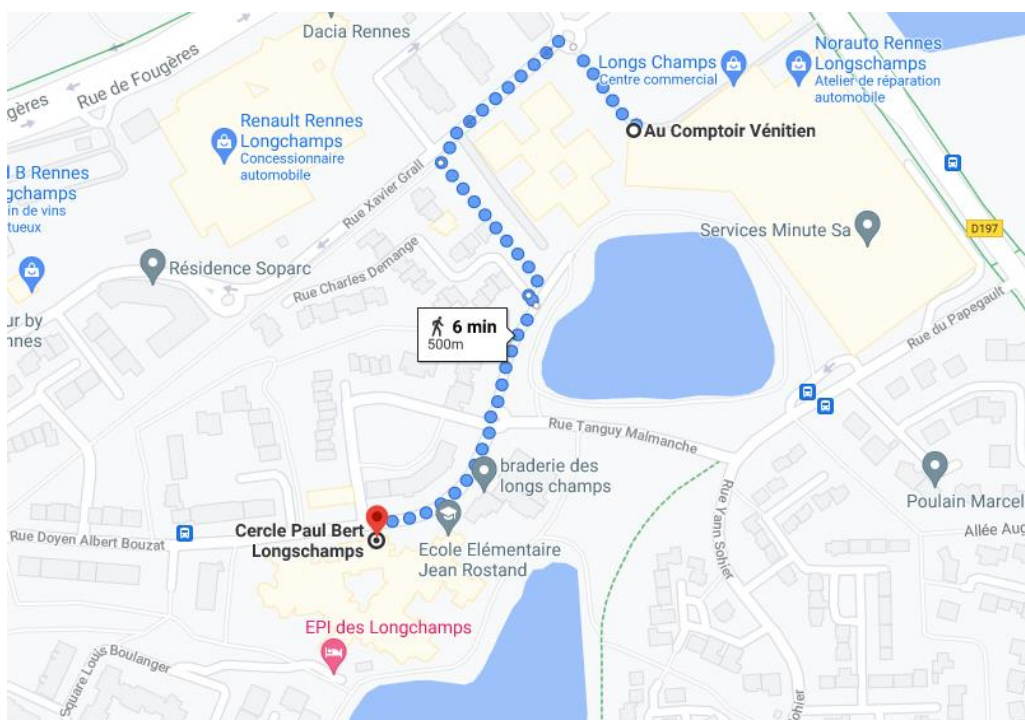 Dacia Rennes
Rue de Fougères
gères
Longs Champs
Centre commercial
Norauto Rennes
Longschamps
Atelier de réparation
automobile
Au Comptoir Vénitien
Renault Rennes
Longchamps
Concessionnaire
automobile
B Rennes
gchamps
in de vins
tueux
Rue Xavier Grall
D197
Services Minute Sa
Résidence Soparc
Rue Charles Demange
6 min
500m
our by
nnes
Rue du Papegault
Rue Tanguy Malmanche
braderie des
longs champs
Poulain Marcel
Rue Yann Sohier
Allée Aug
Cercle Paul Bert
Longschamps
Rue Doyen Albert Bouzat
Ecole Elémentaire
Jean Rostand
EPI des Longchamps
Square Louis Boulanger
Sohier